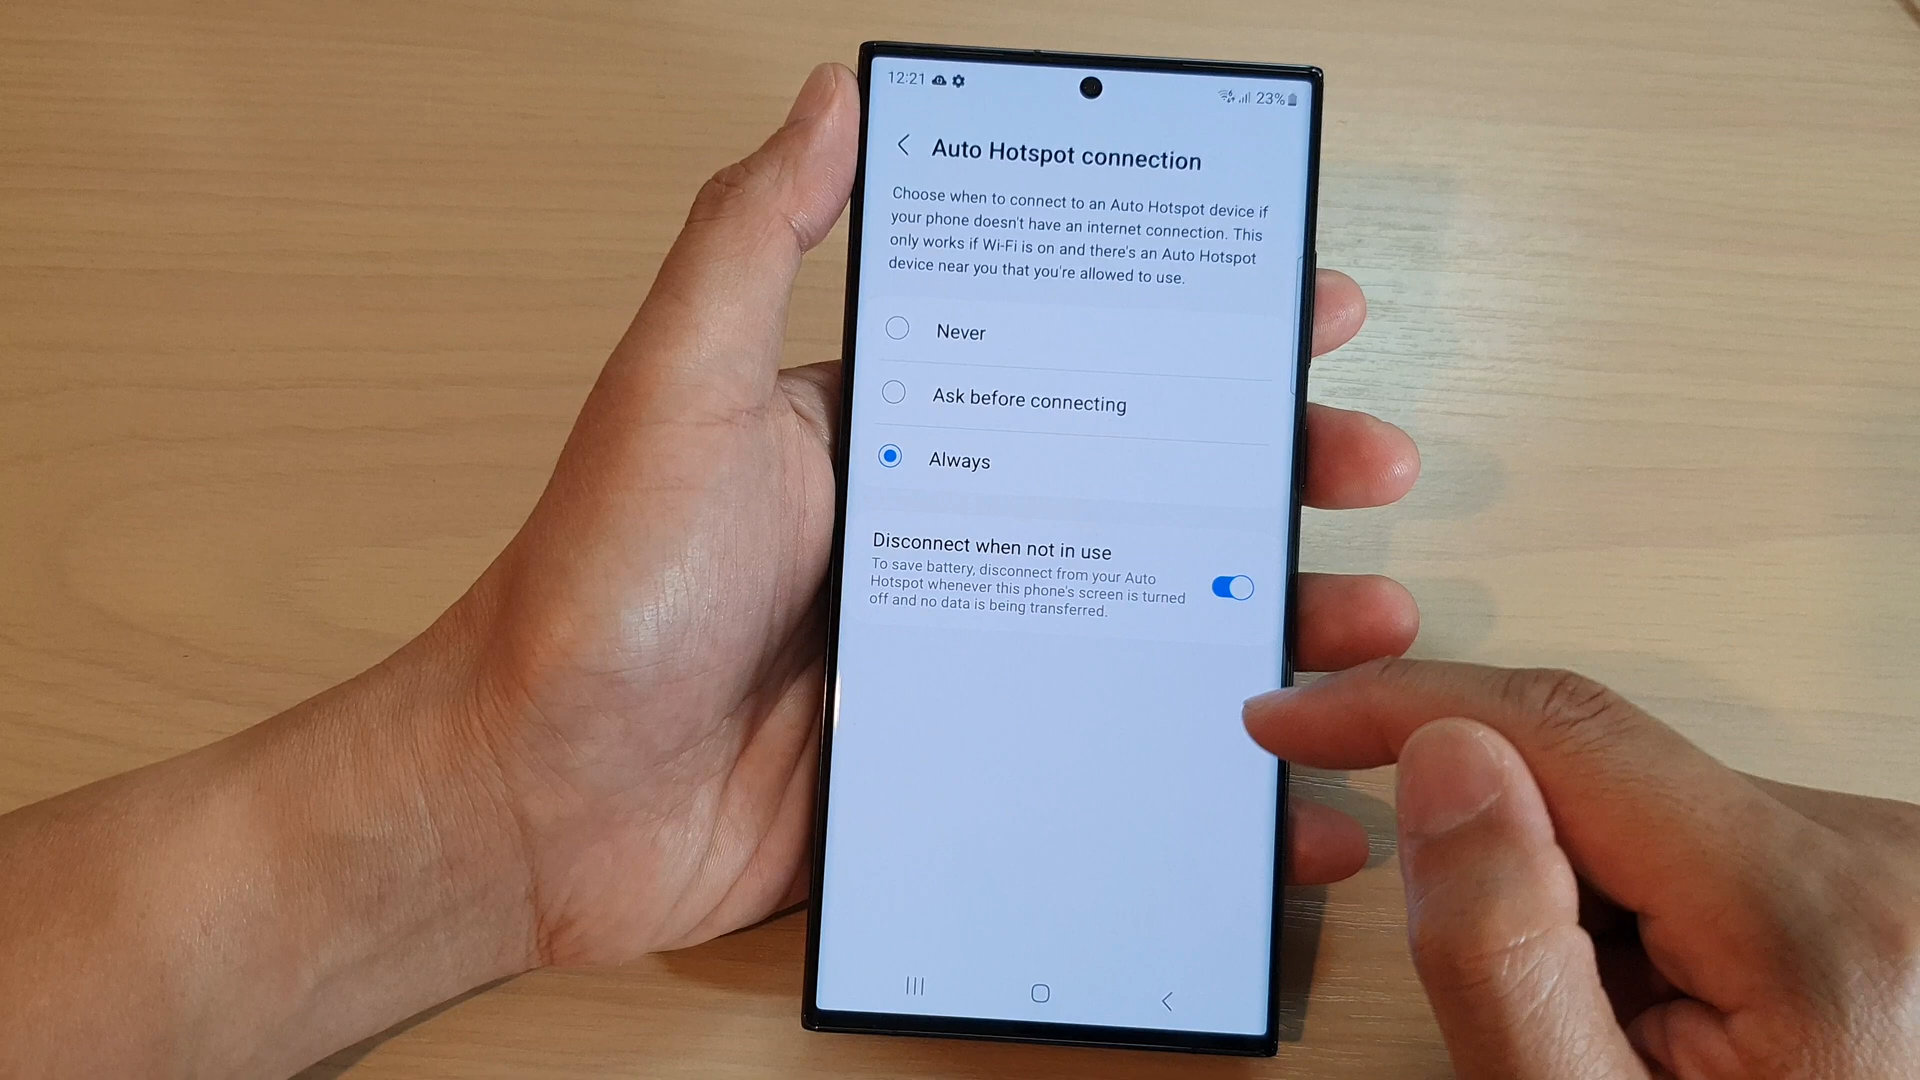 12:21
23%
Auto Hotspot connection
Choose when to connect to an Auto Hotspot device if
your phone doesn't have an internet connection. This
only works if Wi-Fi is on and there's an Auto Hotspot
device near you that you're allowed to use.
Never
Ask before connecting
Always
Disconnect when not in use
To save battery, disconnect from your Auto
Hotspot whenever this phone's screen is turned
off and no data is being transferred.